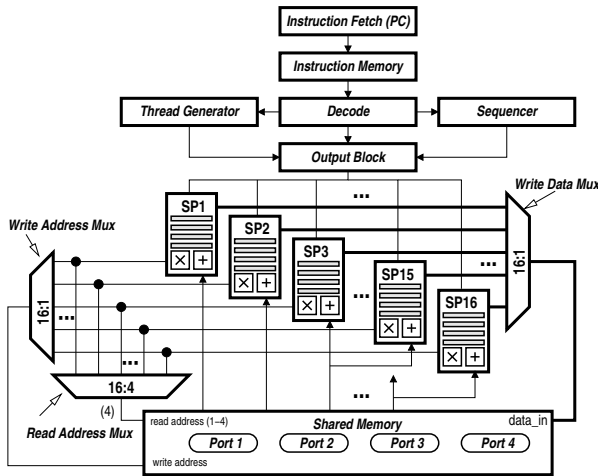 Instruction Fetch (PC)
Instruction Memory
Thread Generator
Decode
Sequencer
Output Block
...
Write Data Mux
SP1
Write Address Mux
SP2
SP3
...
16:1
SP15
16:1
...
...
SP16
× +
× +
× +
× +
× +
...
16:4
(4)
...
Read Address Mux
read address (1–4)
Shared Memory
data_in
Port 1
Port 2
Port 3
Port 4
write address